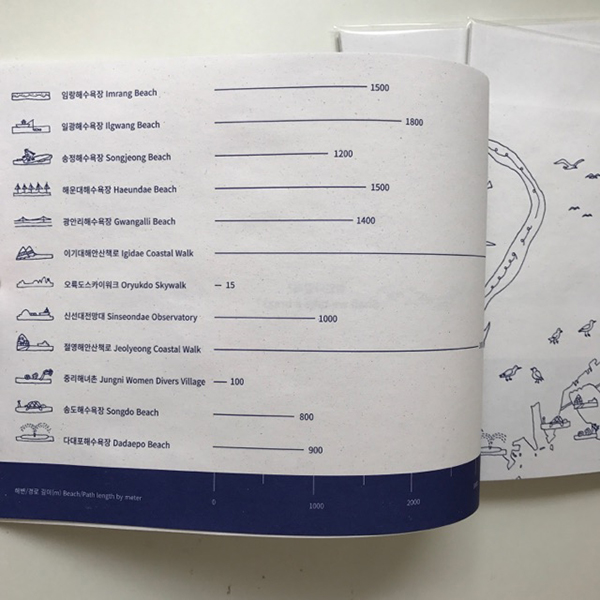 임랑해수욕장 Imrang Beach 1500
일광해수욕장 Ilgwang Beach 1800
송정해수욕장 Songjeong Beach 1200
해운대해수욕장 Haeundae Beach 1500
광안리해수욕장 Gwangalli Beach 1400
이기대해안산책로 Igidae Coastal Walk
오륙도스카이워크 Oryukdo Skywalk 15
신선대전망대 Sinseondae Observatory 1000
절영해안산책로 Jeolyeong Coastal Walk
중리해녀촌 Jungni Women Divers Village 100
송도해수욕장 Songdo Beach 800
다대포해수욕장 Dadaepo Beach 900
해변/경로 길이(m) Beach/Path length by meter 0 1000 2000